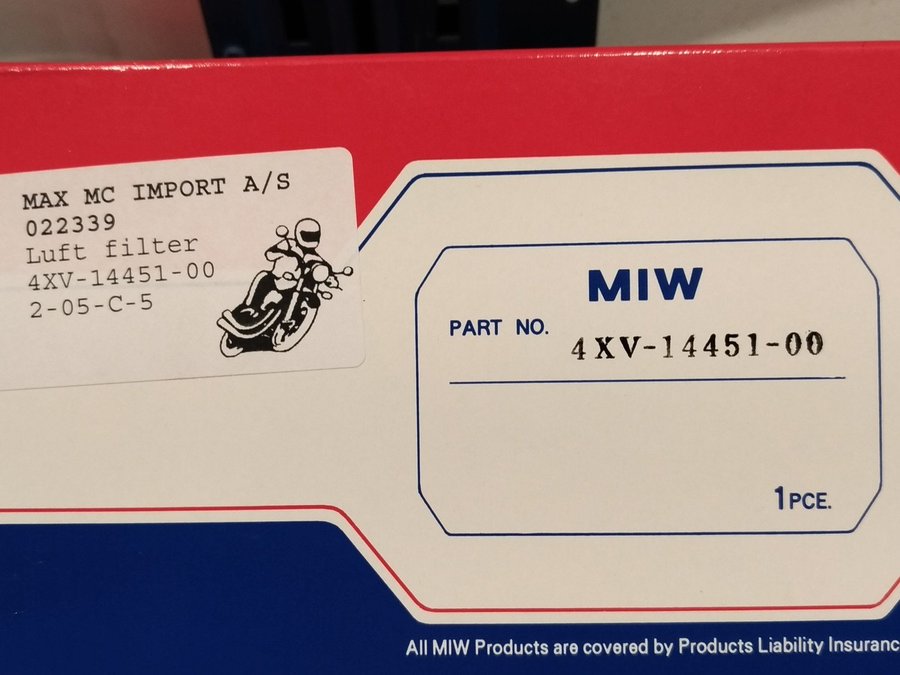 MAX MC IMPORT A/S
022339
Luft filter
4XV-14451-00
2-05-C-5
MIW
PART NO. 4XV-14451-00
1PCE.
All MIW Products are covered by Products Liability Insuranc